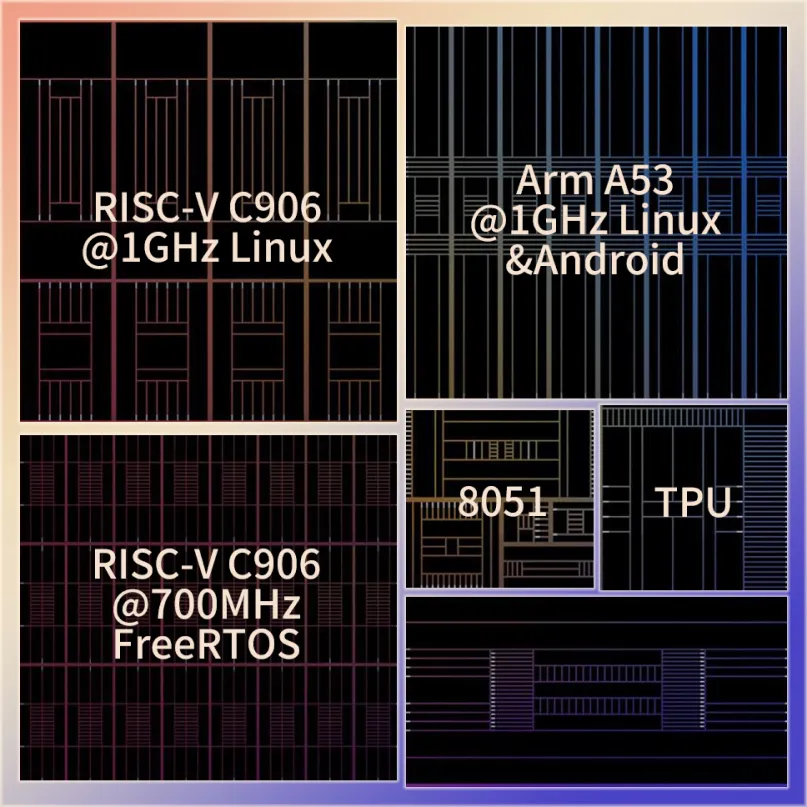 RISC-V C906
@1GHz Linux
Arm A53
@1GHz Linux
&Android
8051
TPU
RISC-V C906
@700MHz
FreeRTOS